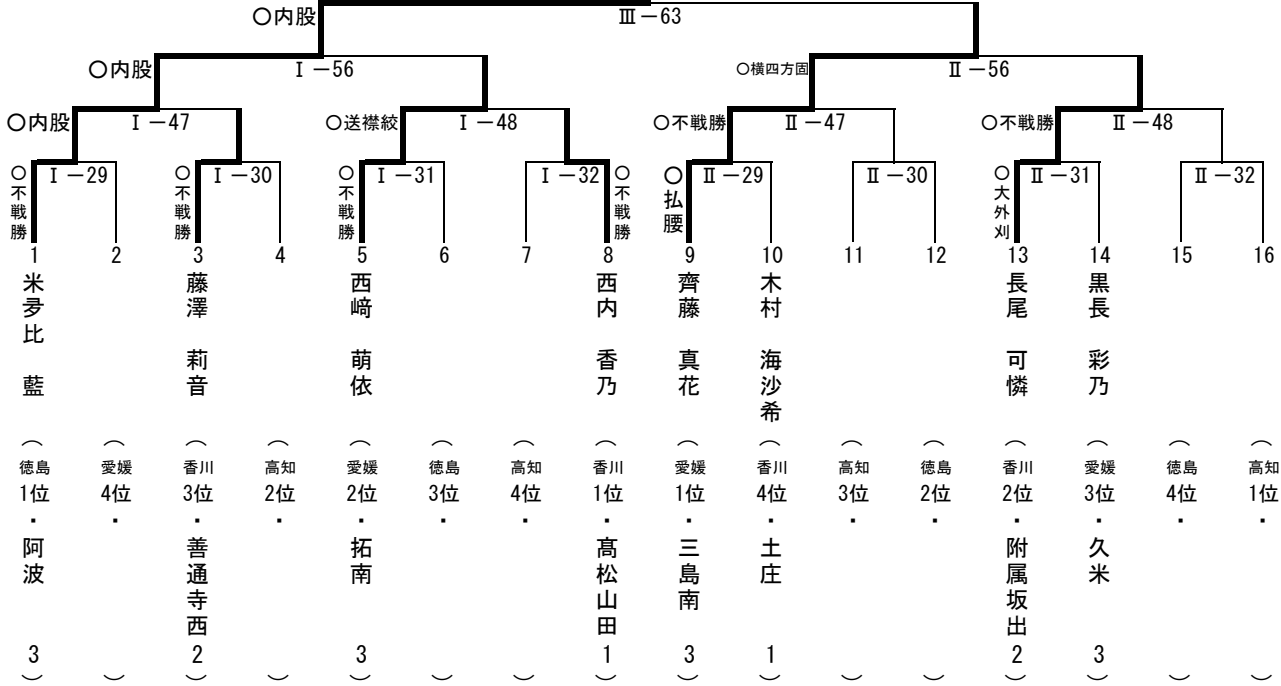 ○内股 Ⅲ－63
○内股 Ⅰ－56 ○横四方固 Ⅱ－56
○内股 Ⅰ－47 ○送襟絞 Ⅰ－48 ○不戦勝 Ⅱ－47 ○不戦勝 Ⅱ－48
○不戦勝 Ⅰ－29 ○不戦勝 Ⅰ－30 ○不戦勝 Ⅰ－31 Ⅰ－32 ○不戦勝 ○払腰 Ⅱ－29 Ⅱ－30 ○大外刈 Ⅱ－31 Ⅱ－32
1 米夛比 藍 （徳島1位・阿波 3）
2 （愛媛4位・ ）
3 藤澤 莉音 （香川3位・善通寺西 2）
4 （高知2位・ ）
5 西﨑 萌依 （愛媛2位・拓南 3）
6 （徳島3位・ ）
7 （高知4位・ ）
8 西内 香乃 （香川1位・髙松山田 1）
9 齊藤 真花 （愛媛1位・三島南 3）
10 木村 海沙希 （香川4位・土庄 1）
11 （高知3位・ ）
12 （徳島2位・ ）
13 長尾 可憐 （香川2位・附属坂出 2）
14 黒長 彩乃 （愛媛3位・久米 3）
15 （徳島4位・ ）
16 （高知1位・ ）